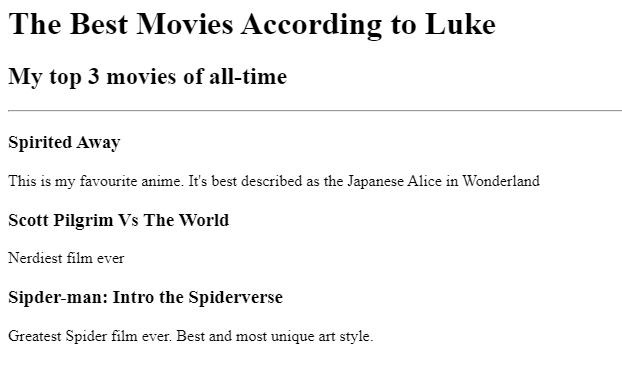 The Best Movies According to Luke
My top 3 movies of all-time
Spirited Away
This is my favourite anime. It's best described as the Japanese Alice in Wonderland
Scott Pilgrim Vs The World
Nerdiest film ever
Sipder-man: Intro the Spiderverse
Greatest Spider film ever. Best and most unique art style.